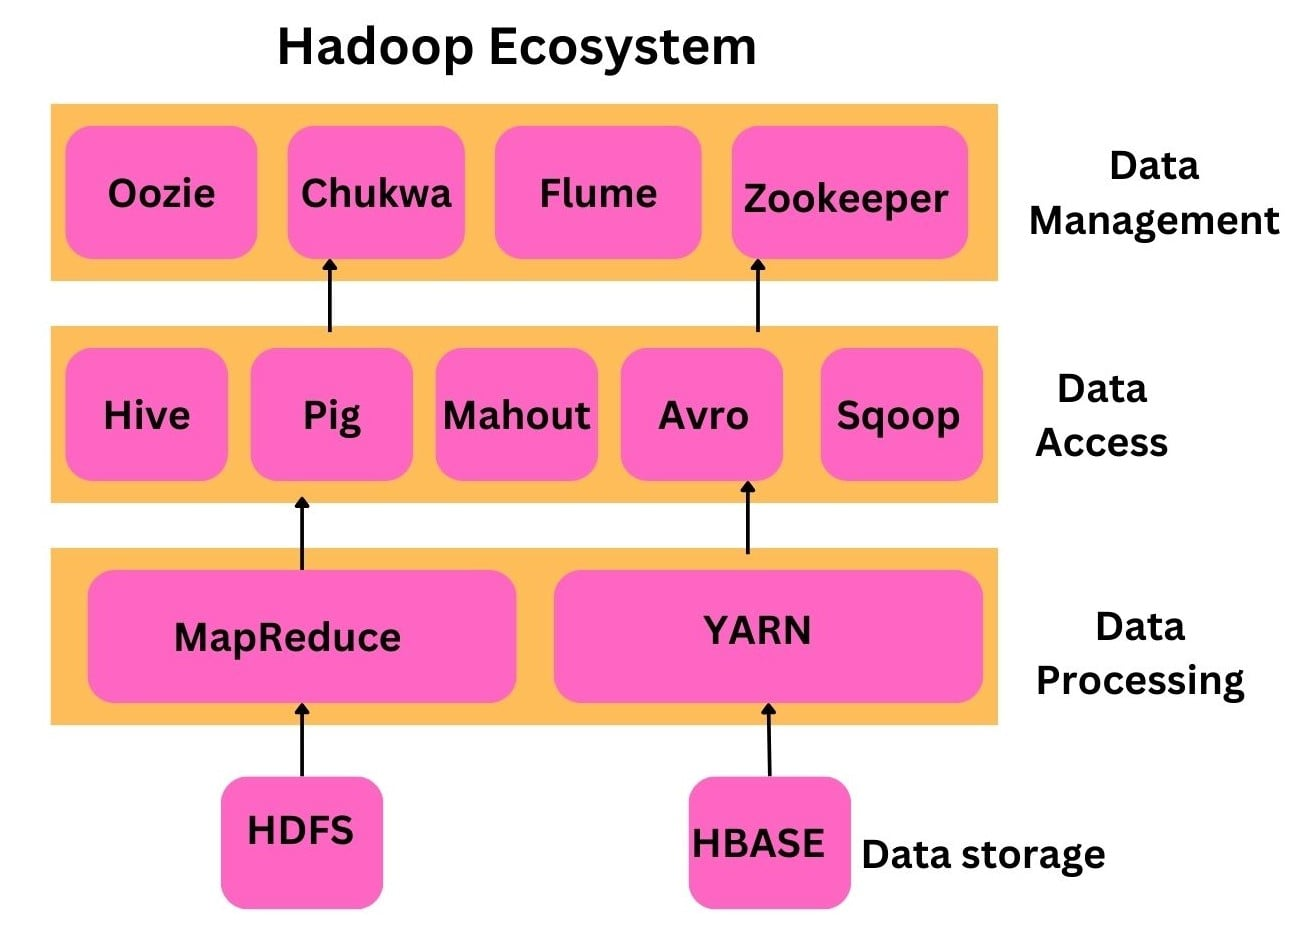 Hadoop Ecosystem
Oozie
Chukwa
Flume
Zookeeper
Data
Management
Hive
Pig
Mahout
Avro
Sqoop
Data
Access
MapReduce
YARN
Data
Processing
HDFS
HBASE
Data storage